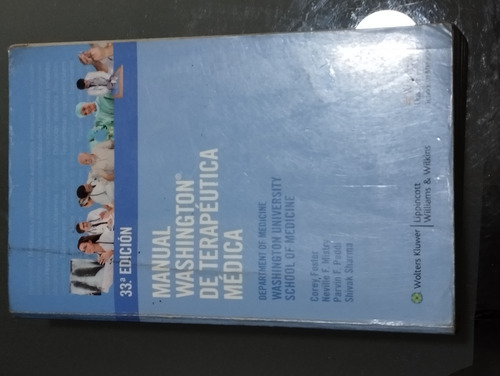 33.ª EDICIÓN
MANUAL
WASHINGTON®
DE TERAPÉUTICA
MÉDICA
DEPARTMENT OF MEDICINE
WASHINGTON UNIVERSITY
SCHOOL OF MEDICINE
Corey Foster
Neville F. Mistry
Parvin F. Peddi
Shivak Sharma
Wolters Kluwer
Lippincott
Williams & Wilkins